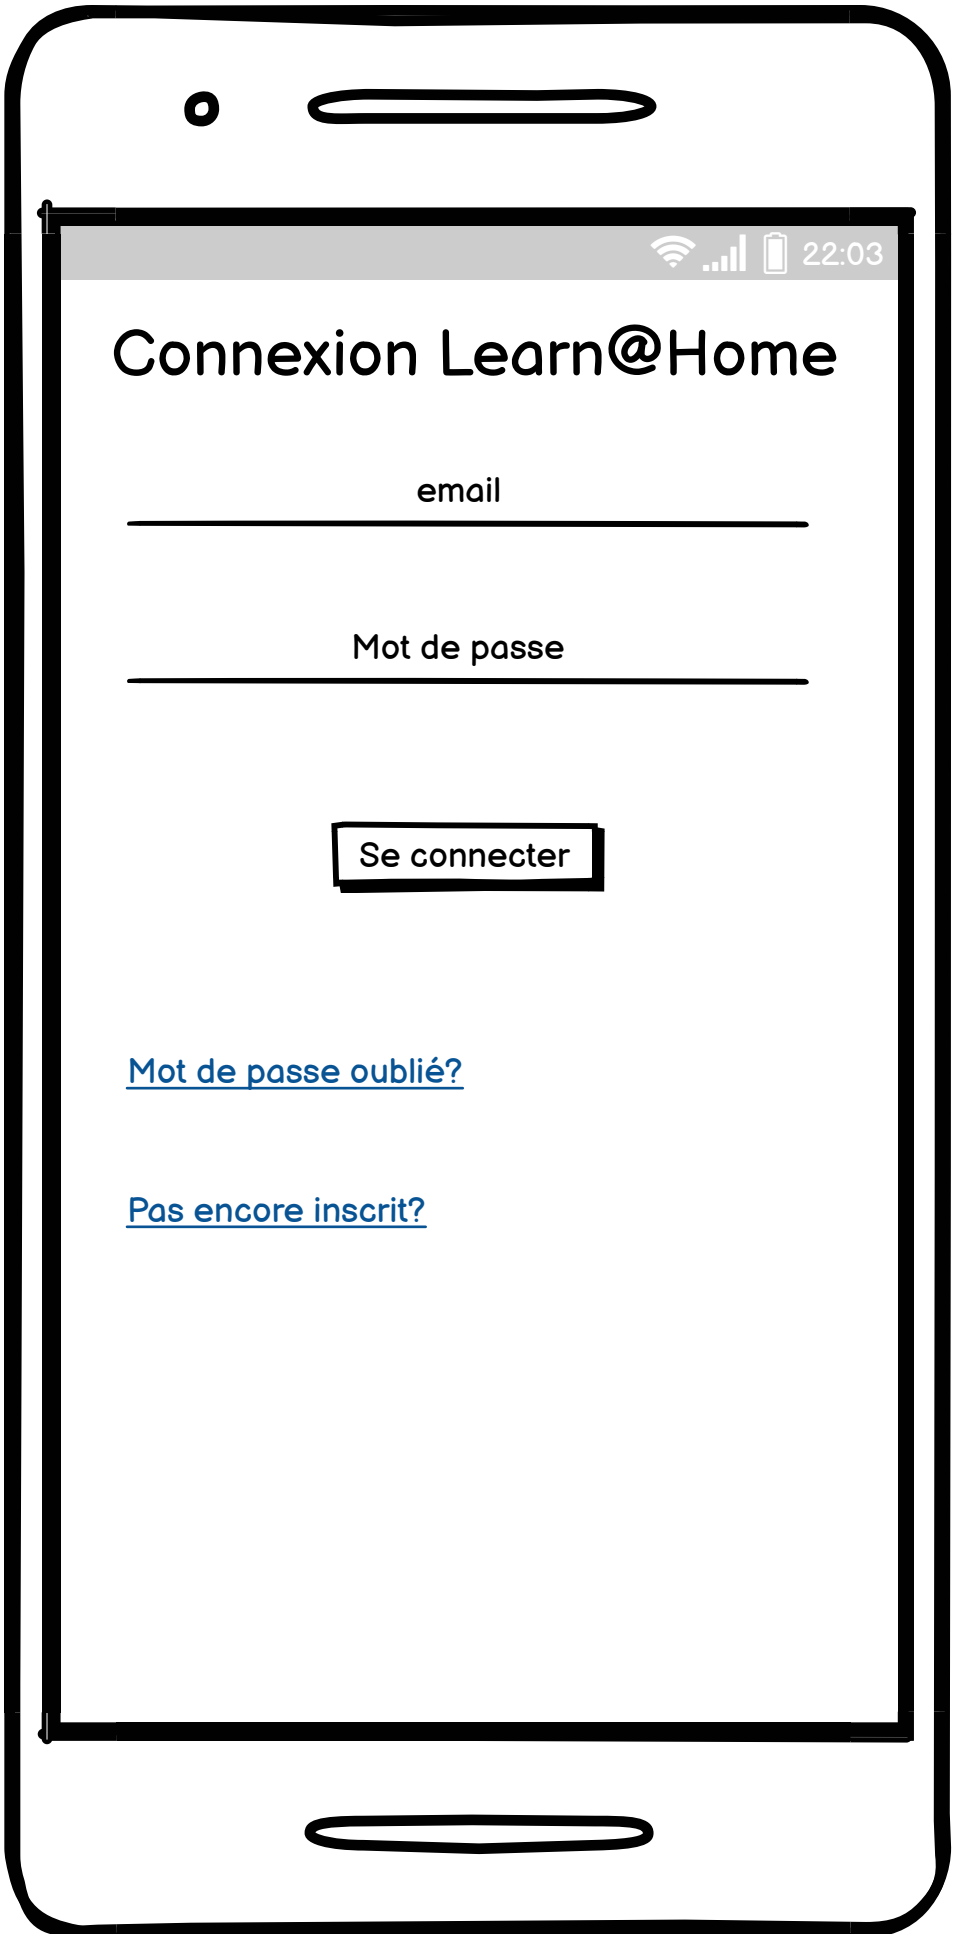 22:03
Connexion Learn@Home
email
Mot de passe
Se connecter
Mot de passe oublié?
Pas encore inscrit?